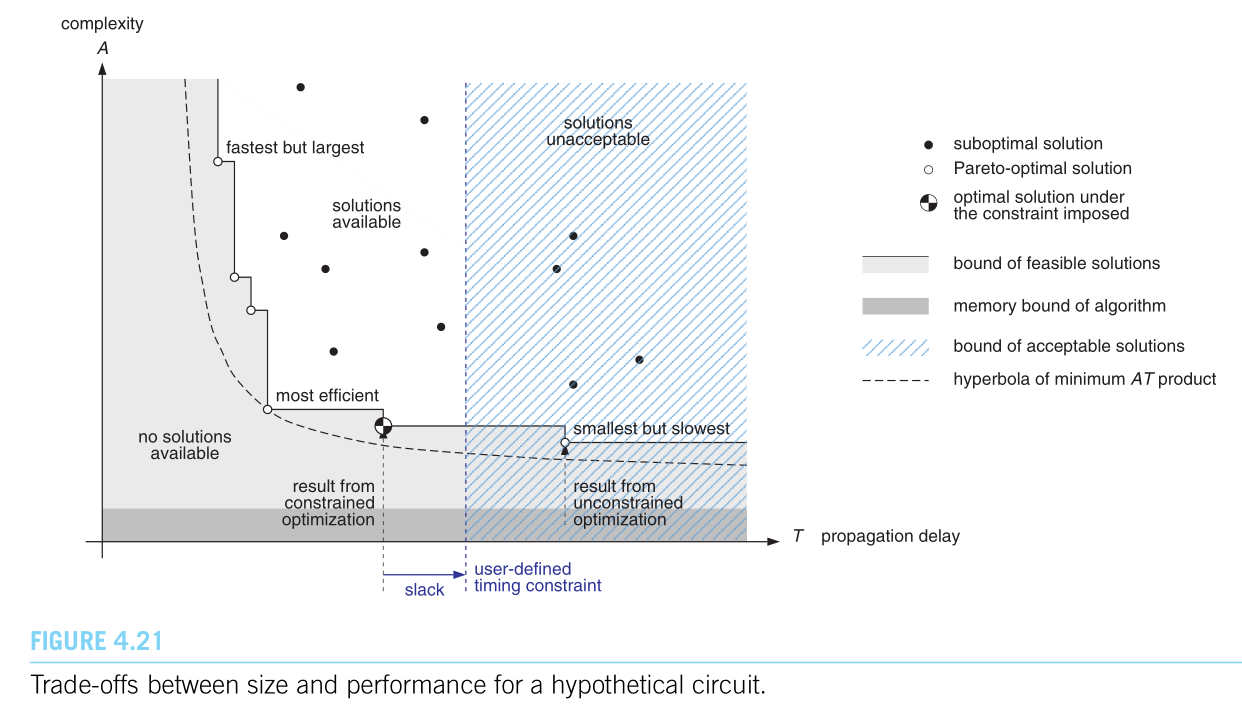 complexity
A
fastest but largest
solutions
available
solutions
unacceptable
most efficient
no solutions
available
smallest but slowest
result from
constrained
optimization
result from
unconstrained
optimization
T propagation delay
slack
user-defined
timing constraint
suboptimal solution
Pareto-optimal solution
optimal solution under
the constraint imposed
bound of feasible solutions
memory bound of algorithm
bound of acceptable solutions
hyperbola of minimum AT product
FIGURE 4.21
Trade-offs between size and performance for a hypothetical circuit.